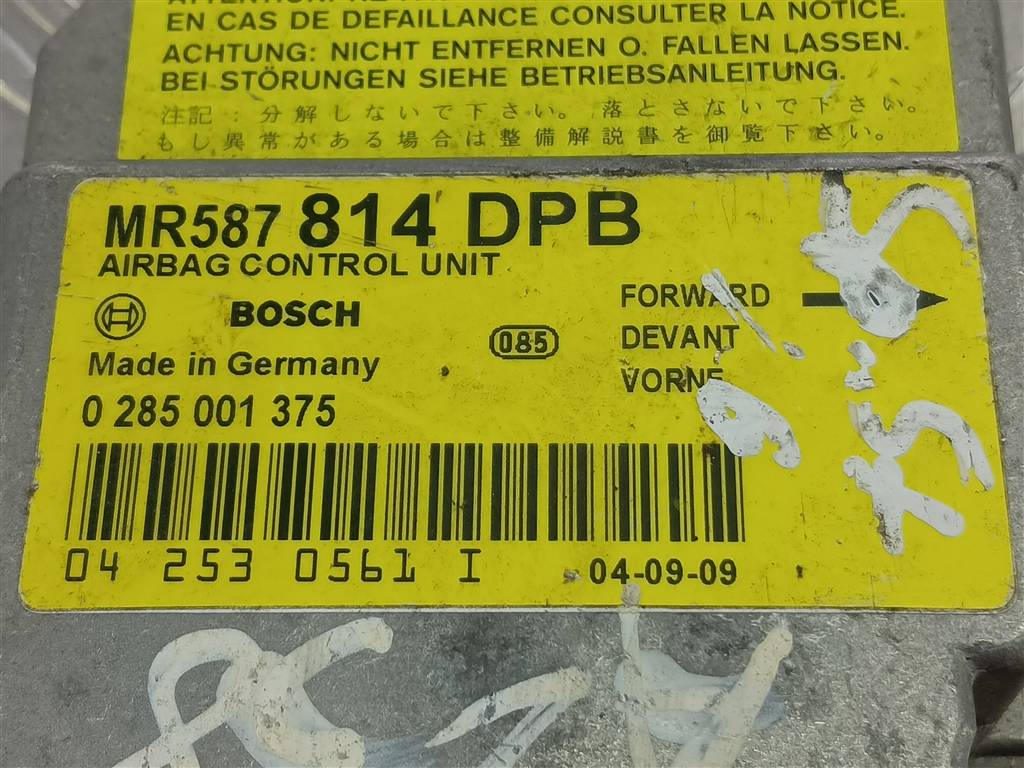 EN CAS DE DEFAILLANCE CONSULTER LA NOTICE.
ACHTUNG: NICHT ENTFERNEN O. FALLEN LASSEN.
BEI STÖRUNGEN SIEHE BETRIEBSANLEITUNG.
注記：分解しないで下さい。落とさないで下さい。
もし異常がある場合は整備解説書を御覧下さい。
MR587 814 DPB
AIRBAG CONTROL UNIT
BOSCH
FORWARD
085
DEVANT
Made in Germany
VORNE
0 285 001 375
04 253 0561 I
04-09-09